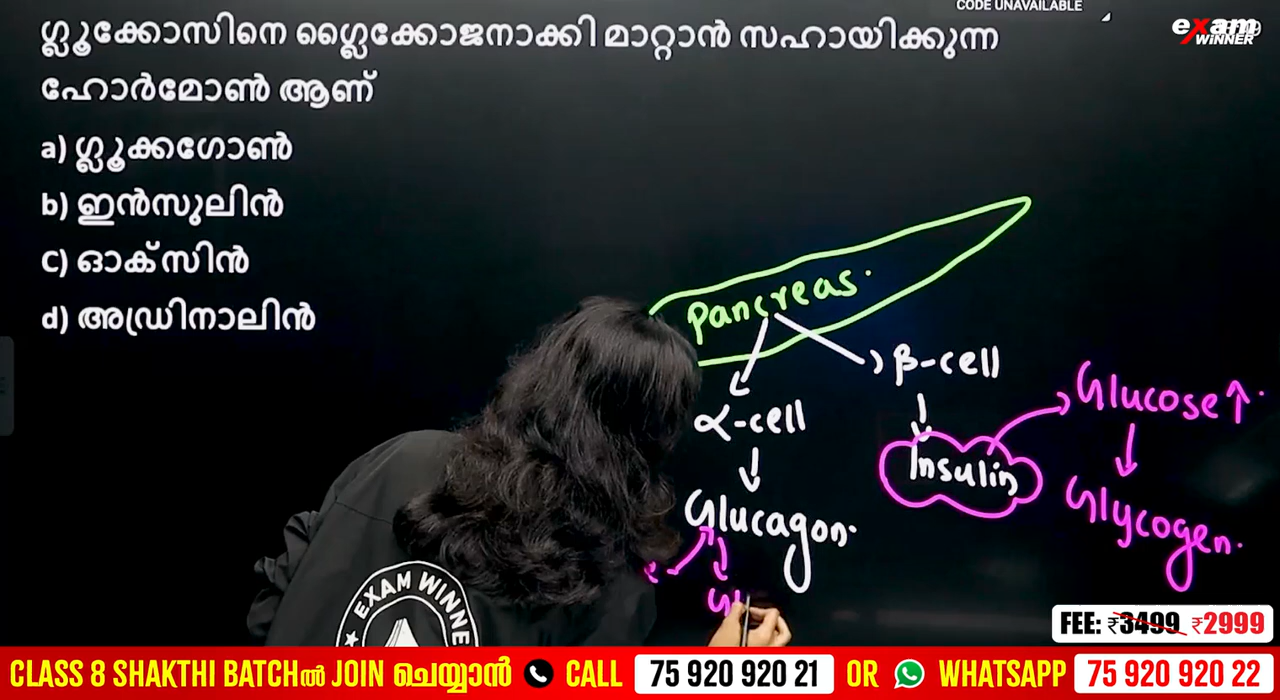 CODE UNAVAILABLE
exam
WiNNER
ഗ്ലൂക്കോസിനെ ഗ്ലൈക്കോജനാക്കി മാറ്റാൻ സഹായിക്കുന്ന
ഹോർമോൺ ആണ്
a) ഗ്ലൂക്കഗോൺ
b) ഇൻസുലിൻ
C) ഓക്സിൻ
d) അഡ്രിനാലിൻ
Pancreas.
α-cell
β-cell
Glucagon.
Insulin
Glucose ↑.
Glycogen.
EXAM WINNER
FEE: ₹3499 ₹2999
CLASS 8 SHAKTHI BATCHൽ JOIN ചെയ്യാൻ CALL 75 920 920 21 OR WHATSAPP 75 920 920 22